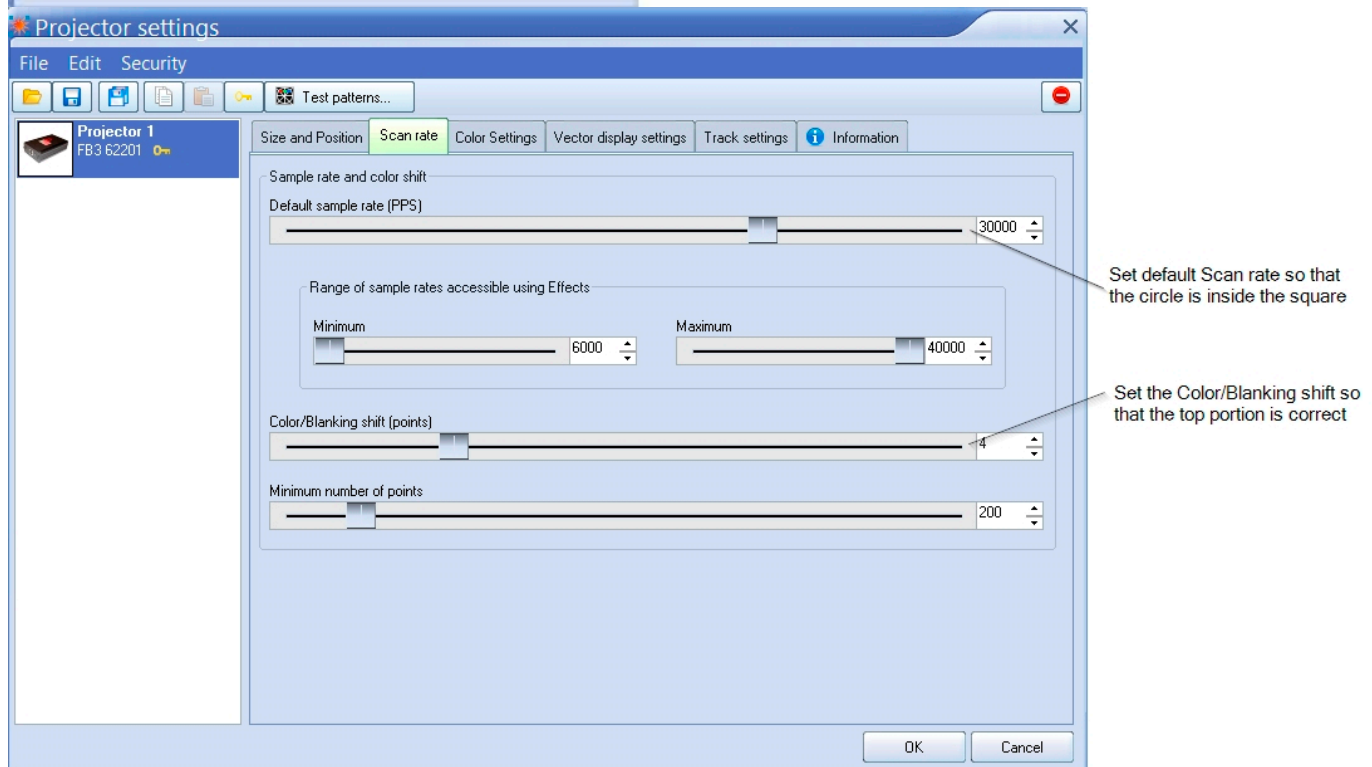 Projector settings
File Edit Security
Test patterns...
Projector 1
FB3 62201
Size and Position Scan rate Color Settings Vector display settings Track settings Information
Sample rate and color shift
Default sample rate (PPS)
30000
Set default Scan rate so that
the circle is inside the square
Range of sample rates accessible using Effects
Minimum Maximum
6000 40000
Set the Color/Blanking shift so
that the top portion is correct
Color/Blanking shift (points)
4
Minimum number of points
200
OK Cancel